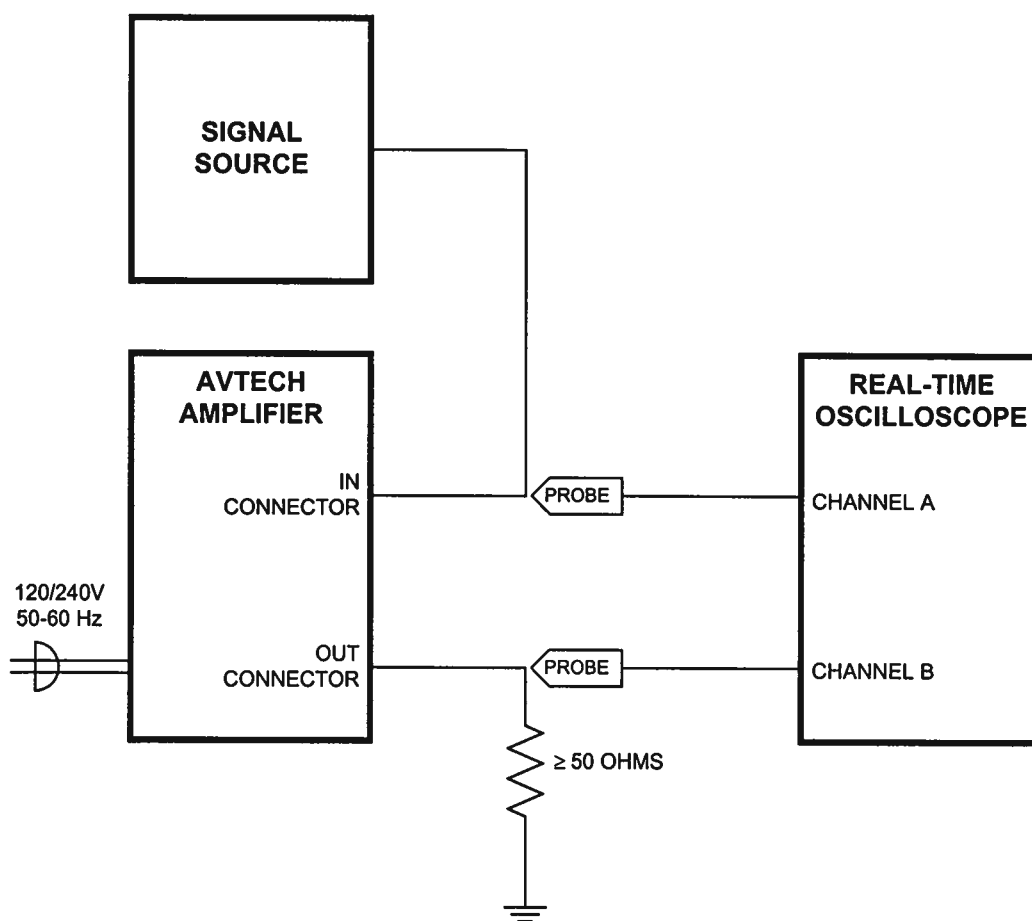 SIGNAL
SOURCE
AVTECH
AMPLIFIER
REAL-TIME
OSCILLOSCOPE
IN
CONNECTOR
PROBE
CHANNEL A
120/240V
50-60 Hz
OUT
CONNECTOR
PROBE
CHANNEL B
≥ 50 OHMS